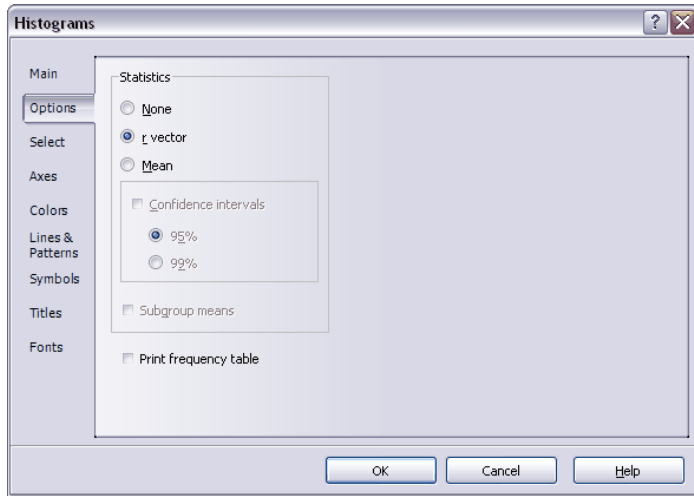 Histograms
Main
Options
Select
Axes
Colors
Lines &
Patterns
Symbols
Titles
Fonts
Statistics
None
r vector
Mean
Confidence intervals
95%
99%
Subgroup means
Print frequency table
OK
Cancel
Help